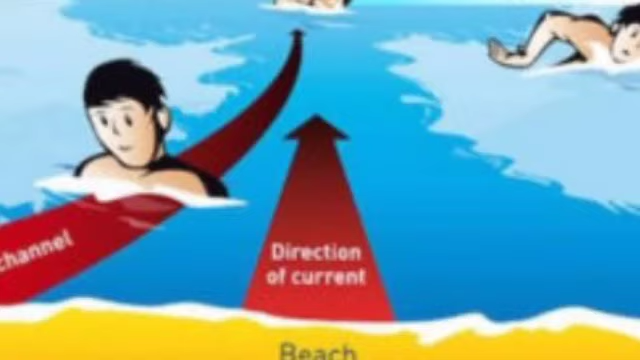 channel
Direction
of current
Beach